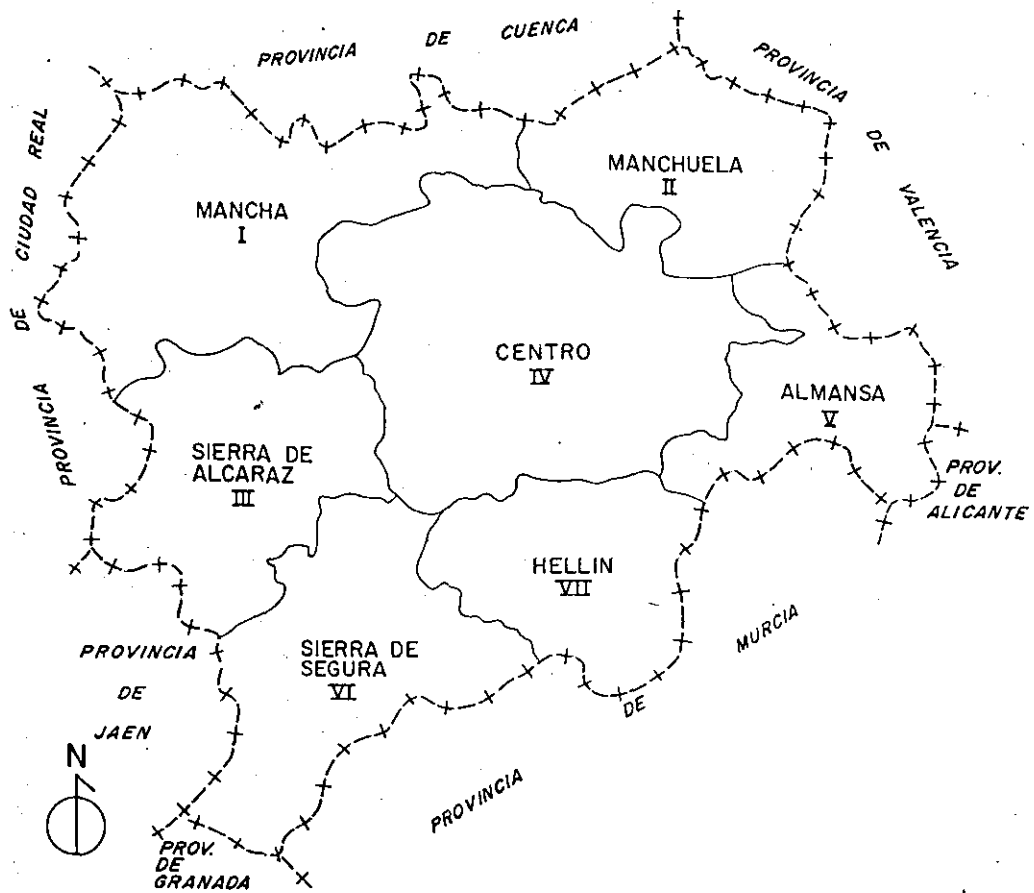 PROVINCIA DE CUENCA
PROVINCIA
DE
VALENCIA
PROVINCIA
DE CIUDAD REAL
MANCHA
I
MANCHUELA
II
CENTRO
IV
ALMANSA
V
SIERRA DE
ALCARAZ
III
PROV.
DE
ALICANTE
HELLIN
VII
SIERRA DE
SEGURA
VI
PROVINCIA
DE
JAEN
PROVINCIA DE MURCIA
N
PROV.
DE
GRANADA